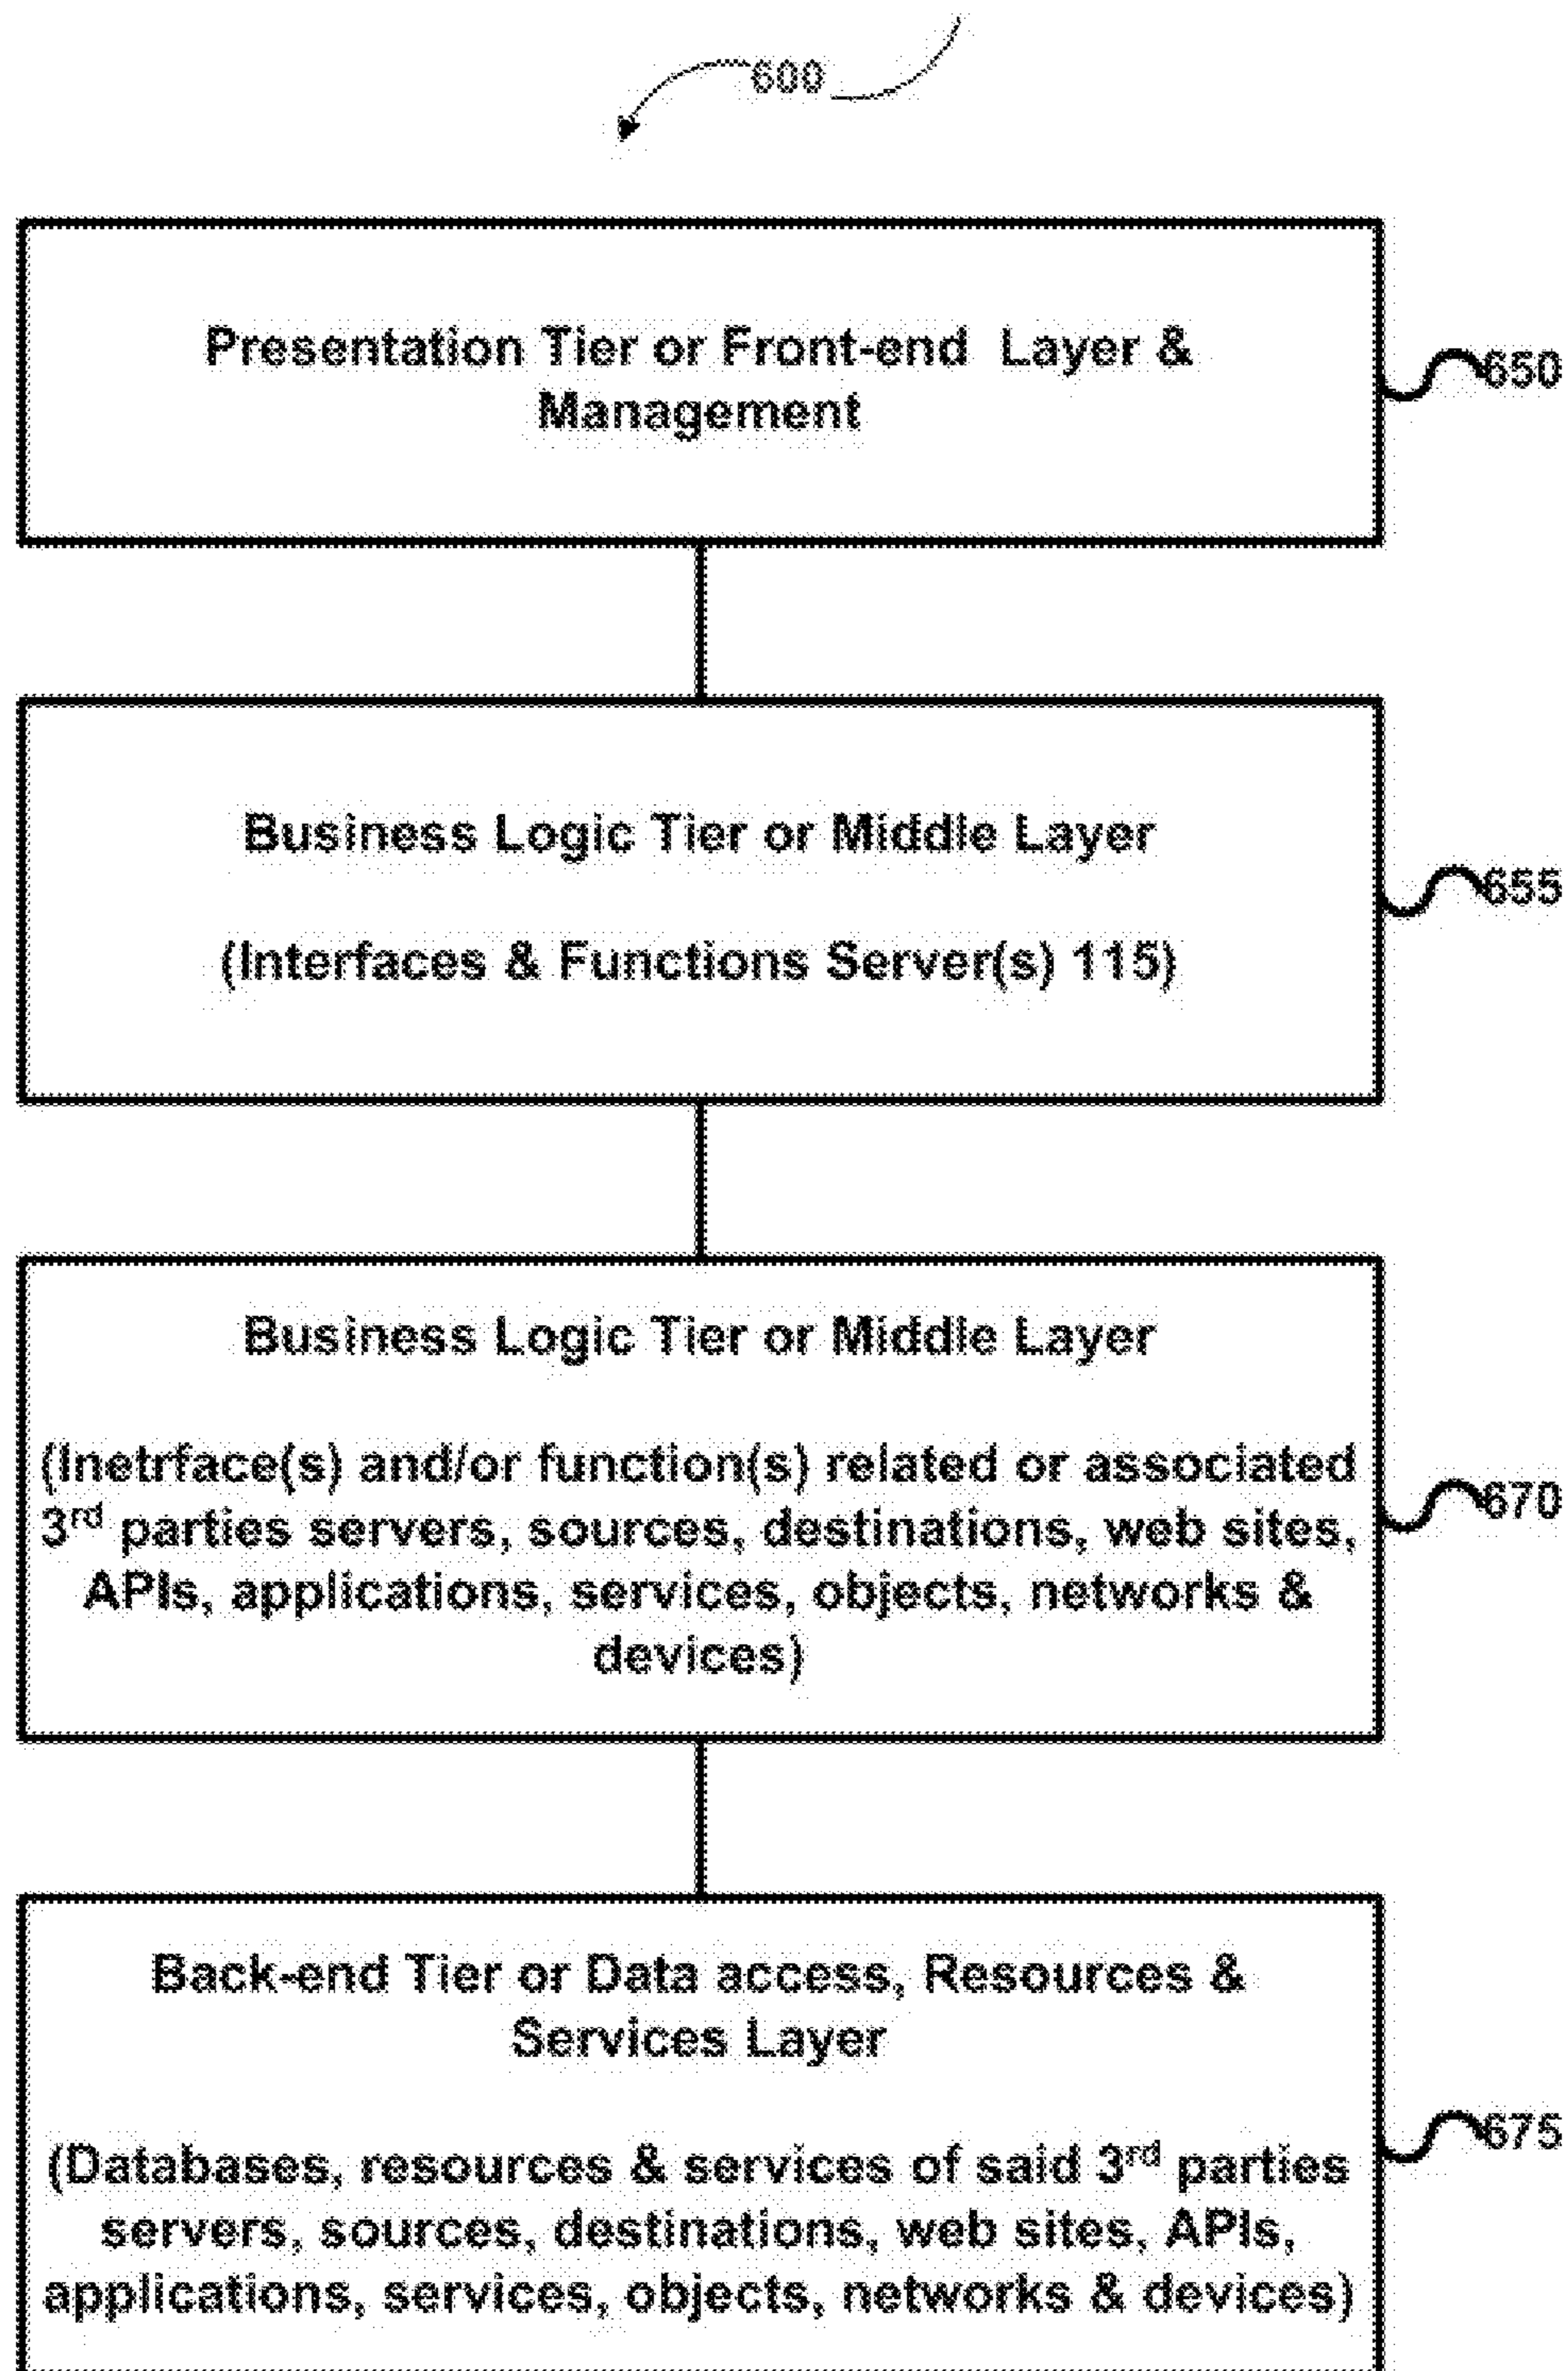 600
Presentation Tier or Front-end Layer &
Management
650
Business Logic Tier or Middle Layer
(Interfaces & Functions Server(s) 115)
655
Business Logic Tier or Middle Layer
(Inetrface(s) and/or function(s) related or associated
3rd parties servers, sources, destinations, web sites,
APIs, applications, services, objects, networks &
devices)
670
Back-end Tier or Data access, Resources &
Services Layer
(Databases, resources & services of said 3rd parties
servers, sources, destinations, web sites, APIs,
applications, services, objects, networks & devices)
675